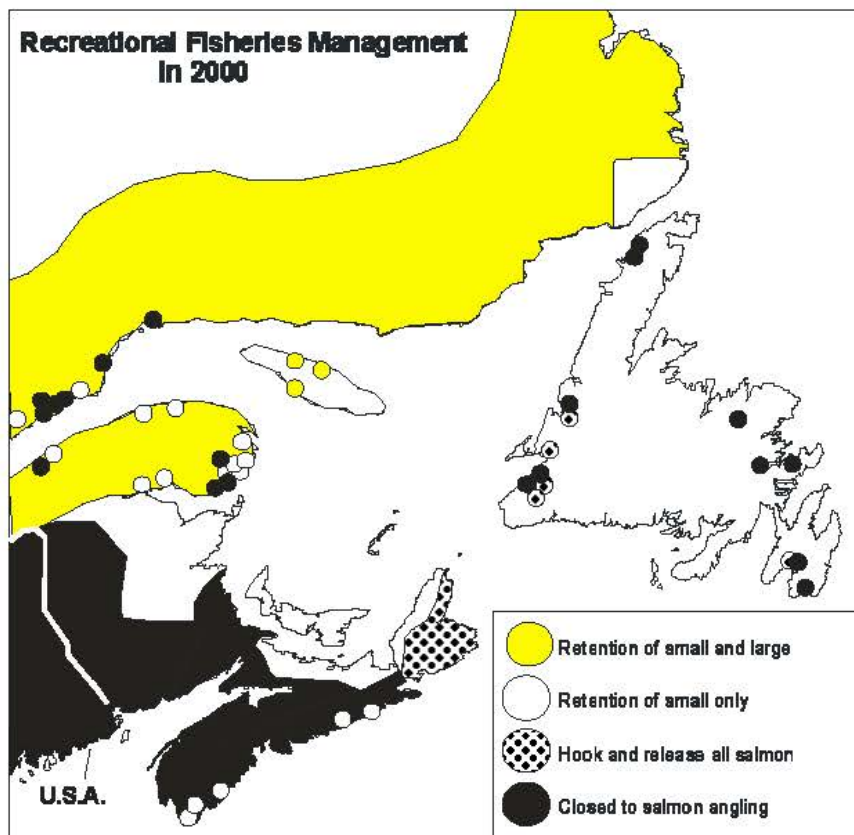 Recreational Fisheries Management
in 2000
Retention of small and large
Retention of small only
Hook and release all salmon
Closed to salmon angling
U.S.A.